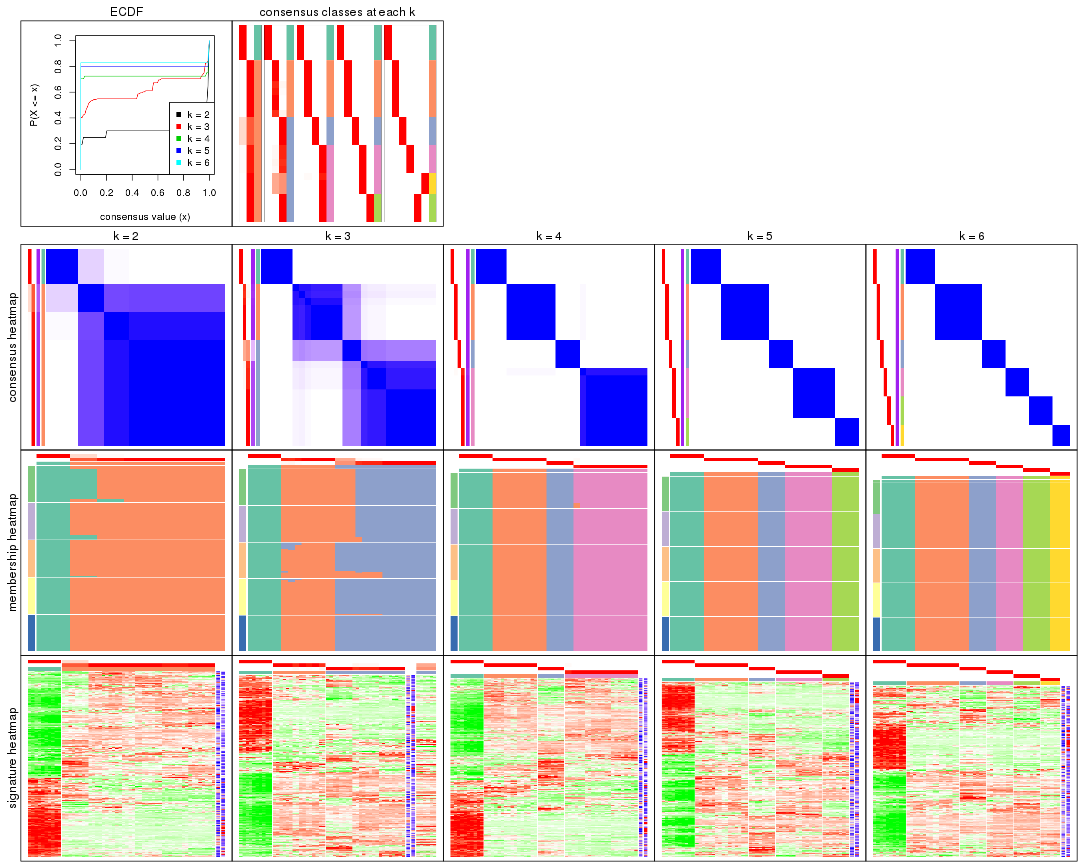 ECDF
consensus classes at each k
P(X <= x)
0.0 0.2 0.4 0.6 0.8 1.0
k = 2
k = 3
k = 4
k = 5
k = 6
0.0 0.2 0.4 0.6 0.8 1.0
consensus value (x)
k = 2
k = 3
k = 4
k = 5
k = 6
consensus heatmap
membership heatmap
signature heatmap